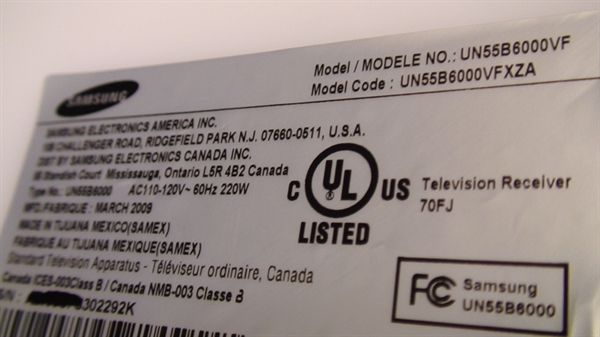 SAMSUNG
Model / MODELE NO.: UN55B6000VF
Model Code : UN55B6000VFXZA
SAMSUNG ELECTRONICS AMERICA INC.
CHALLENGER ROAD, RIDGEFIELD PARK N.J. 07660-0511, U.S.A.
DIST BY SAMSUNG ELECTRONICS CANADA INC.
Standish Court Mississauga, Ontario L5R 4B2 Canada
Type No.: UN55B6000 AC110-120V~ 60Hz 220W
MFD/FABRIQUE : MARCH 2009
MADE IN TIJUANA MEXICO(SAMEX)
FABRIQUE AU TIJUANA MEXIQUE(SAMEX)
Standard Television Apparatus - Téléviseur ordinaire, Canada
Canada ICES-003Class B / Canada NMB-003 Classe B
S/N : 302292K
C UL US
LISTED
Television Receiver
70FJ
FC Samsung
UN55B6000